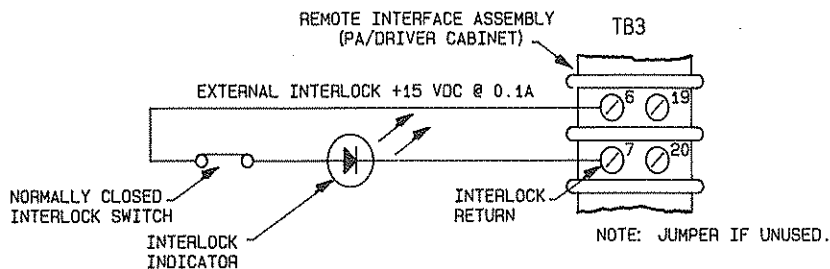 REMOTE INTERFACE ASSEMBLY
(PA/DRIVER CABINET)
TB3
EXTERNAL INTERLOCK +15 VDC @ 0.1A
6 19
7 20
NORMALLY CLOSED
INTERLOCK SWITCH
INTERLOCK
INDICATOR
INTERLOCK
RETURN
NOTE: JUMPER IF UNUSED.